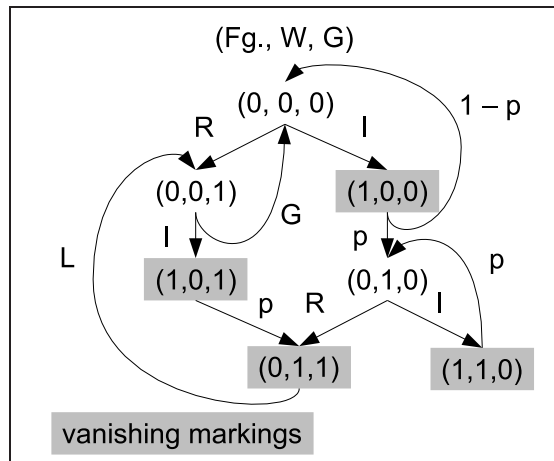 (Fg., W, G)
(0, 0, 0)
1 – p
R
I
(0,0,1)
(1,0,0)
G
I
p
L
(1,0,1)
(0,1,0)
p
p
R
I
(0,1,1)
(1,1,0)
vanishing markings